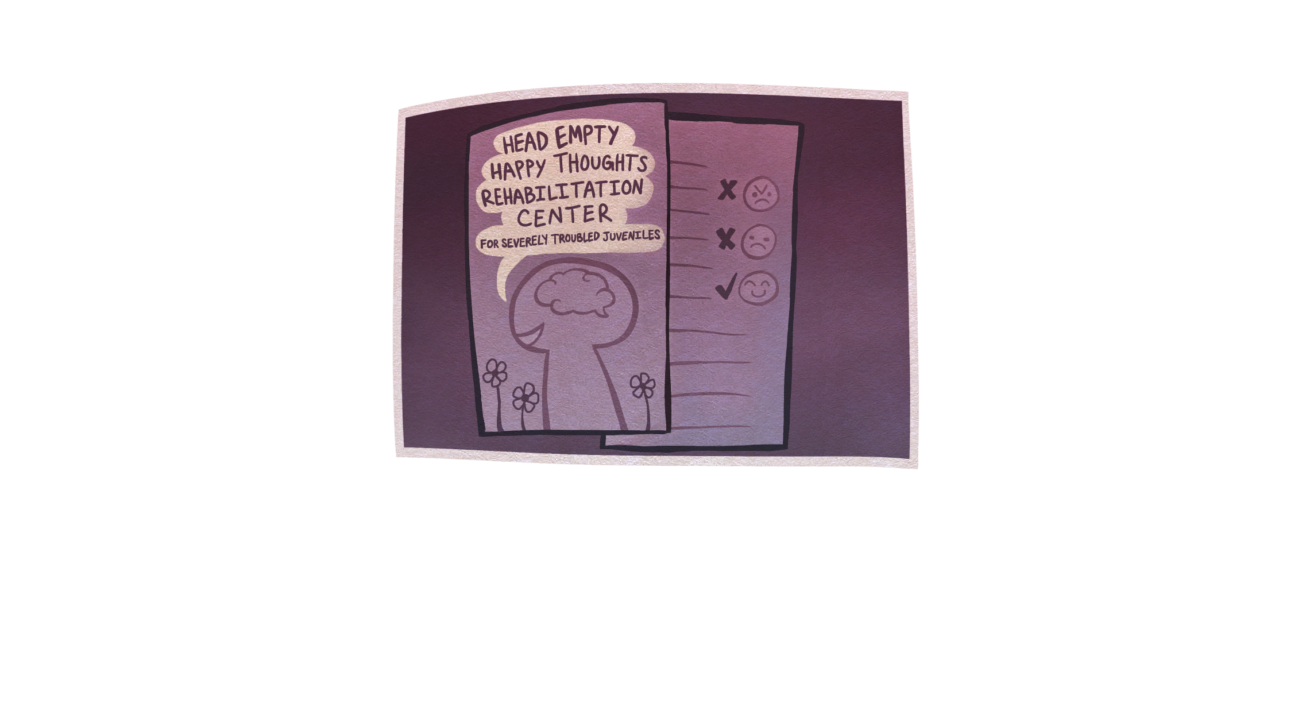 HEAD EMPTY
HAPPY THOUGHTS
REHABILITATION
CENTER
FOR SEVERELY TROUBLED JUVENILES